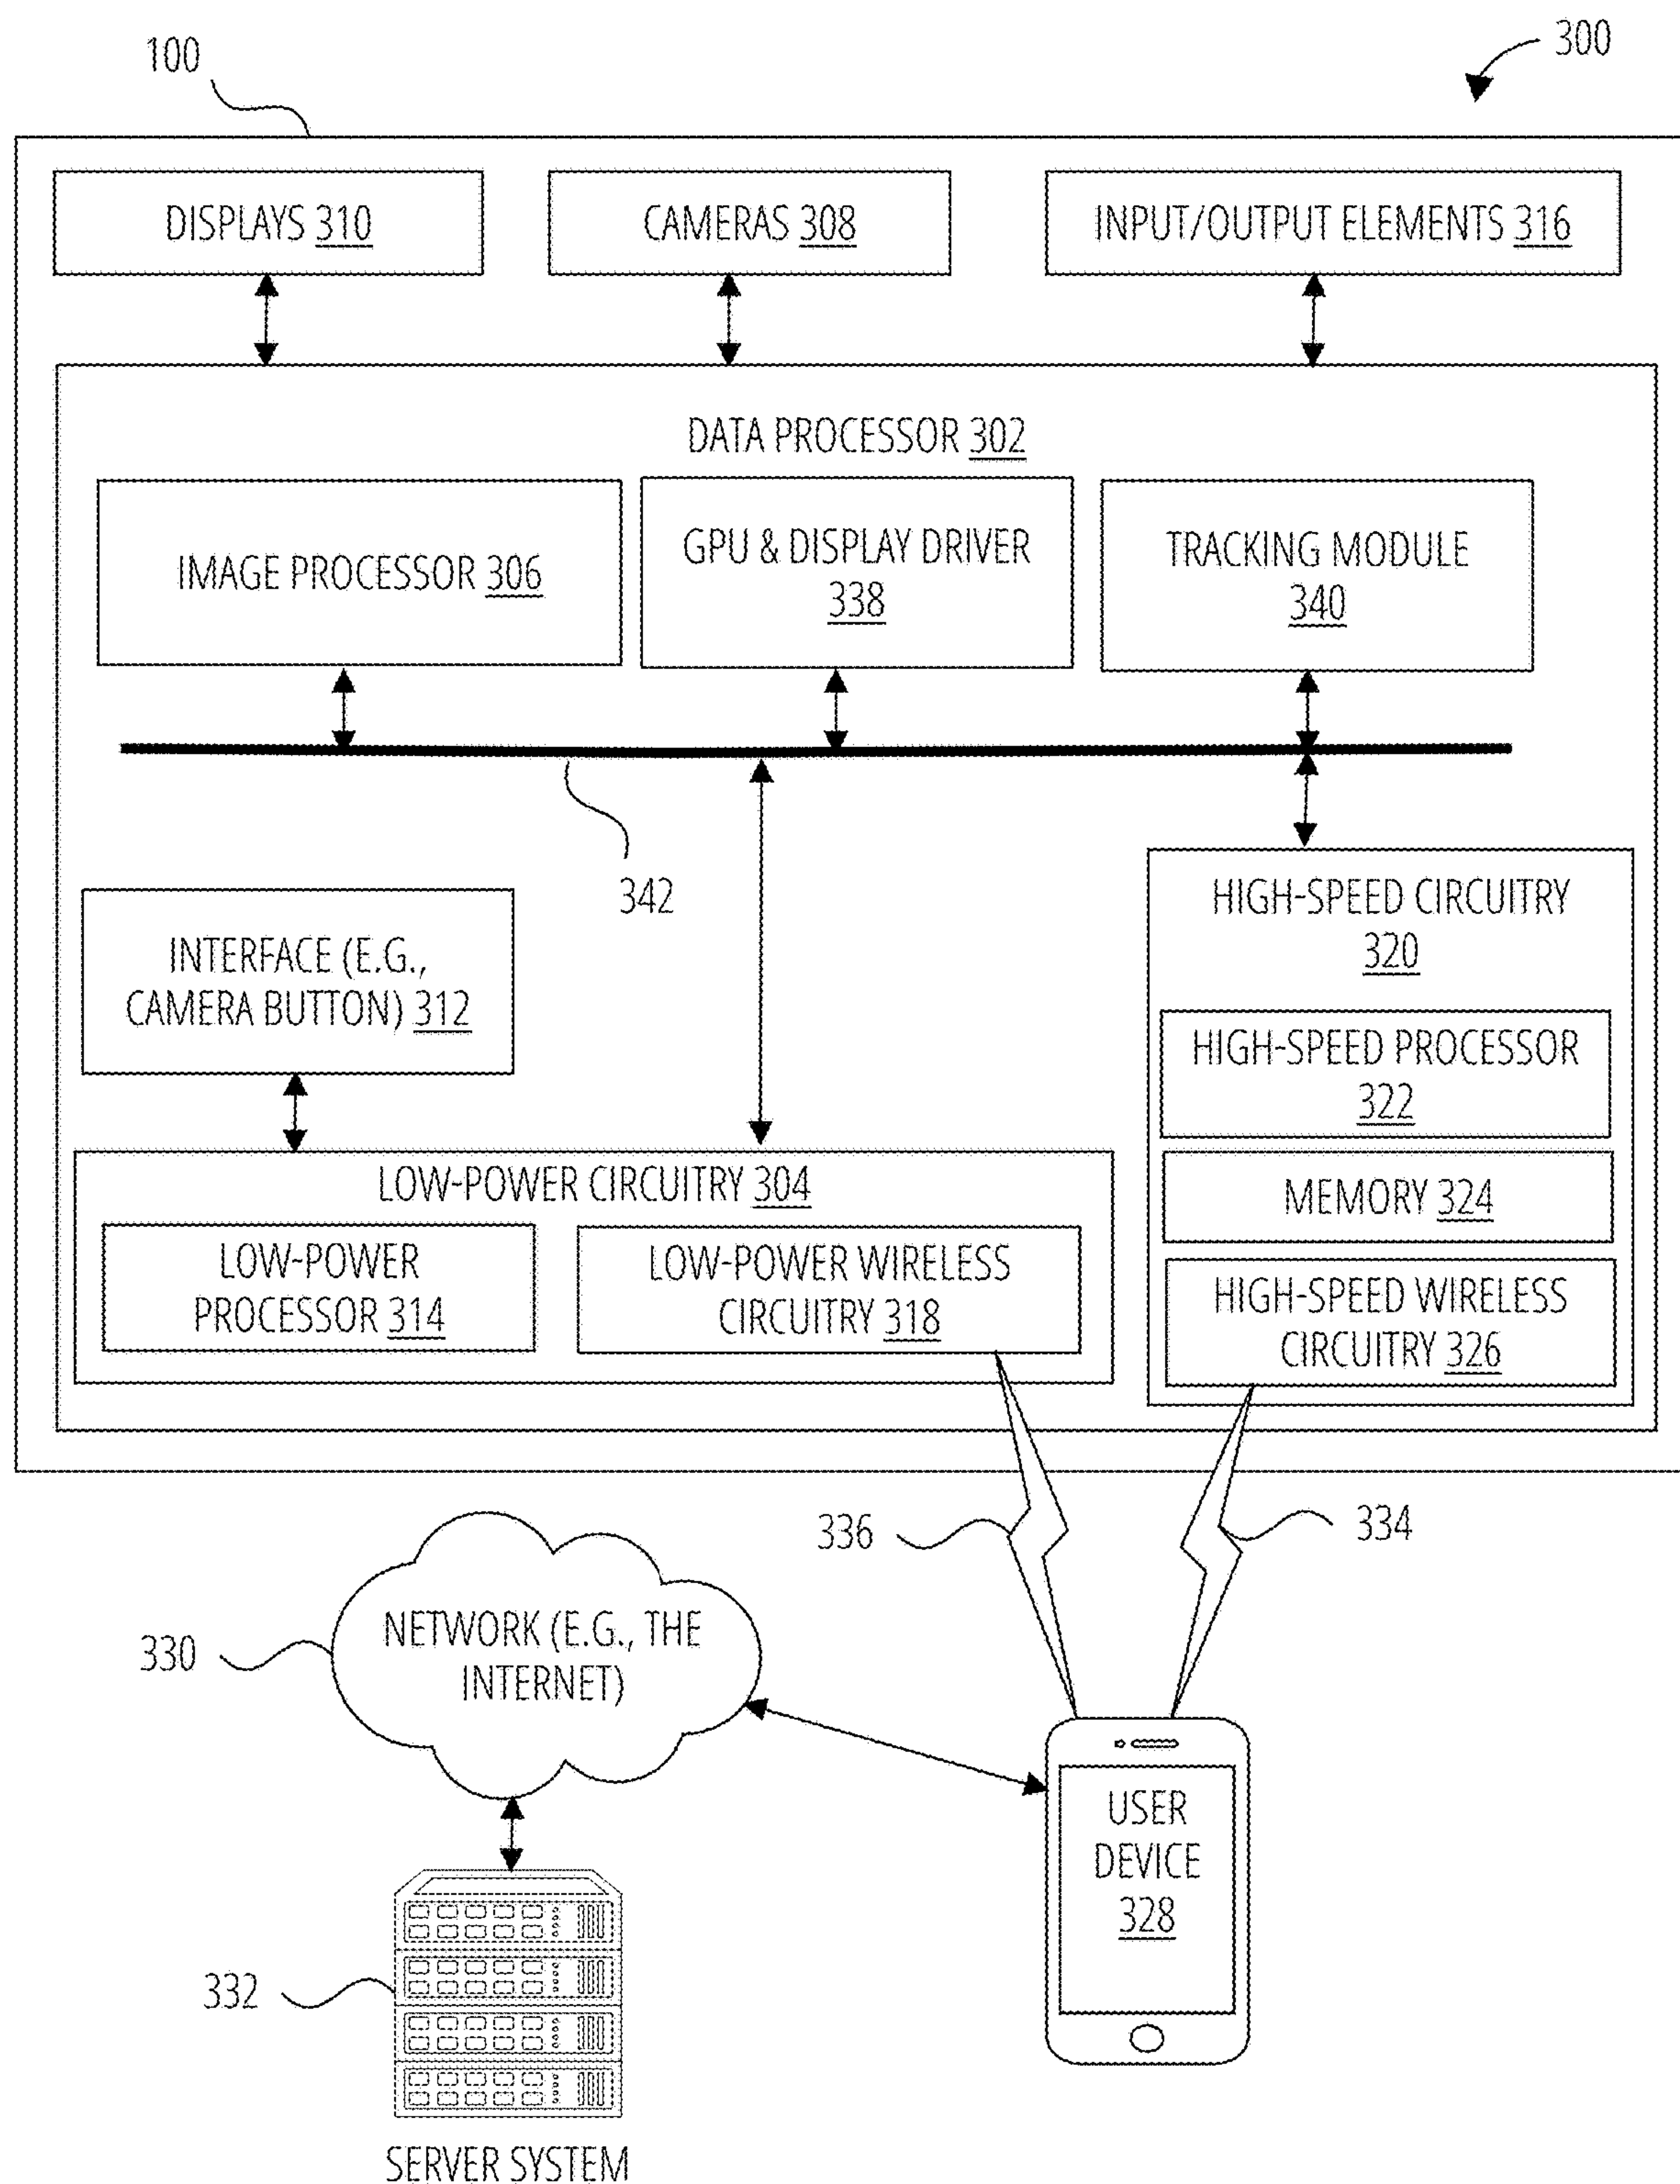 100
300
DISPLAYS 310
CAMERAS 308
INPUT/OUTPUT ELEMENTS 316
DATA PROCESSOR 302
IMAGE PROCESSOR 306
GPU & DISPLAY DRIVER
338
TRACKING MODULE
340
342
INTERFACE (E.G.,
CAMERA BUTTON) 312
HIGH-SPEED CIRCUITRY
320
HIGH-SPEED PROCESSOR
322
MEMORY 324
HIGH-SPEED WIRELESS
CIRCUITRY 326
LOW-POWER CIRCUITRY 304
LOW-POWER
PROCESSOR 314
LOW-POWER WIRELESS
CIRCUITRY 318
336
334
330
NETWORK (E.G., THE
INTERNET)
USER
DEVICE
328
332
SERVER SYSTEM